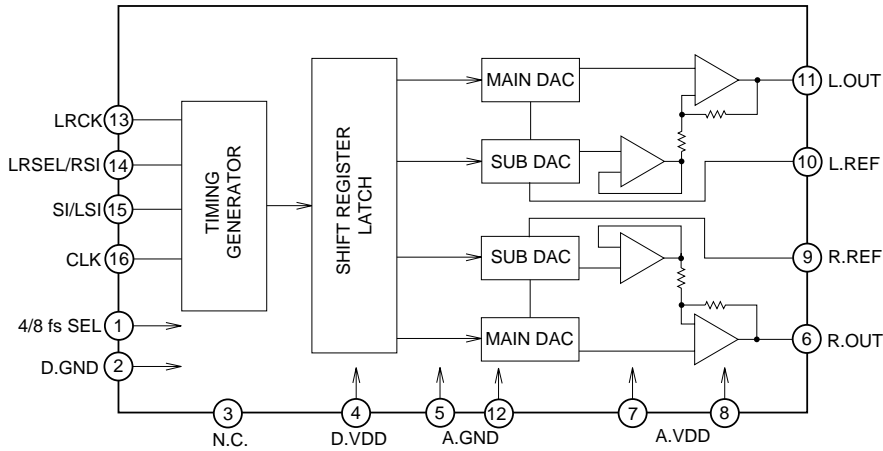 MAIN DAC
11 L.OUT
LRCK 13
LRSEL/RSI 14
SUB DAC
10 L.REF
SI/LSI 15
TIMING GENERATOR
SHIFT REGISTER LATCH
CLK 16
SUB DAC
9 R.REF
4/8 fs SEL 1
MAIN DAC
6 R.OUT
D.GND 2
3 4 5 12 7 8
N.C. D.VDD A.GND A.VDD